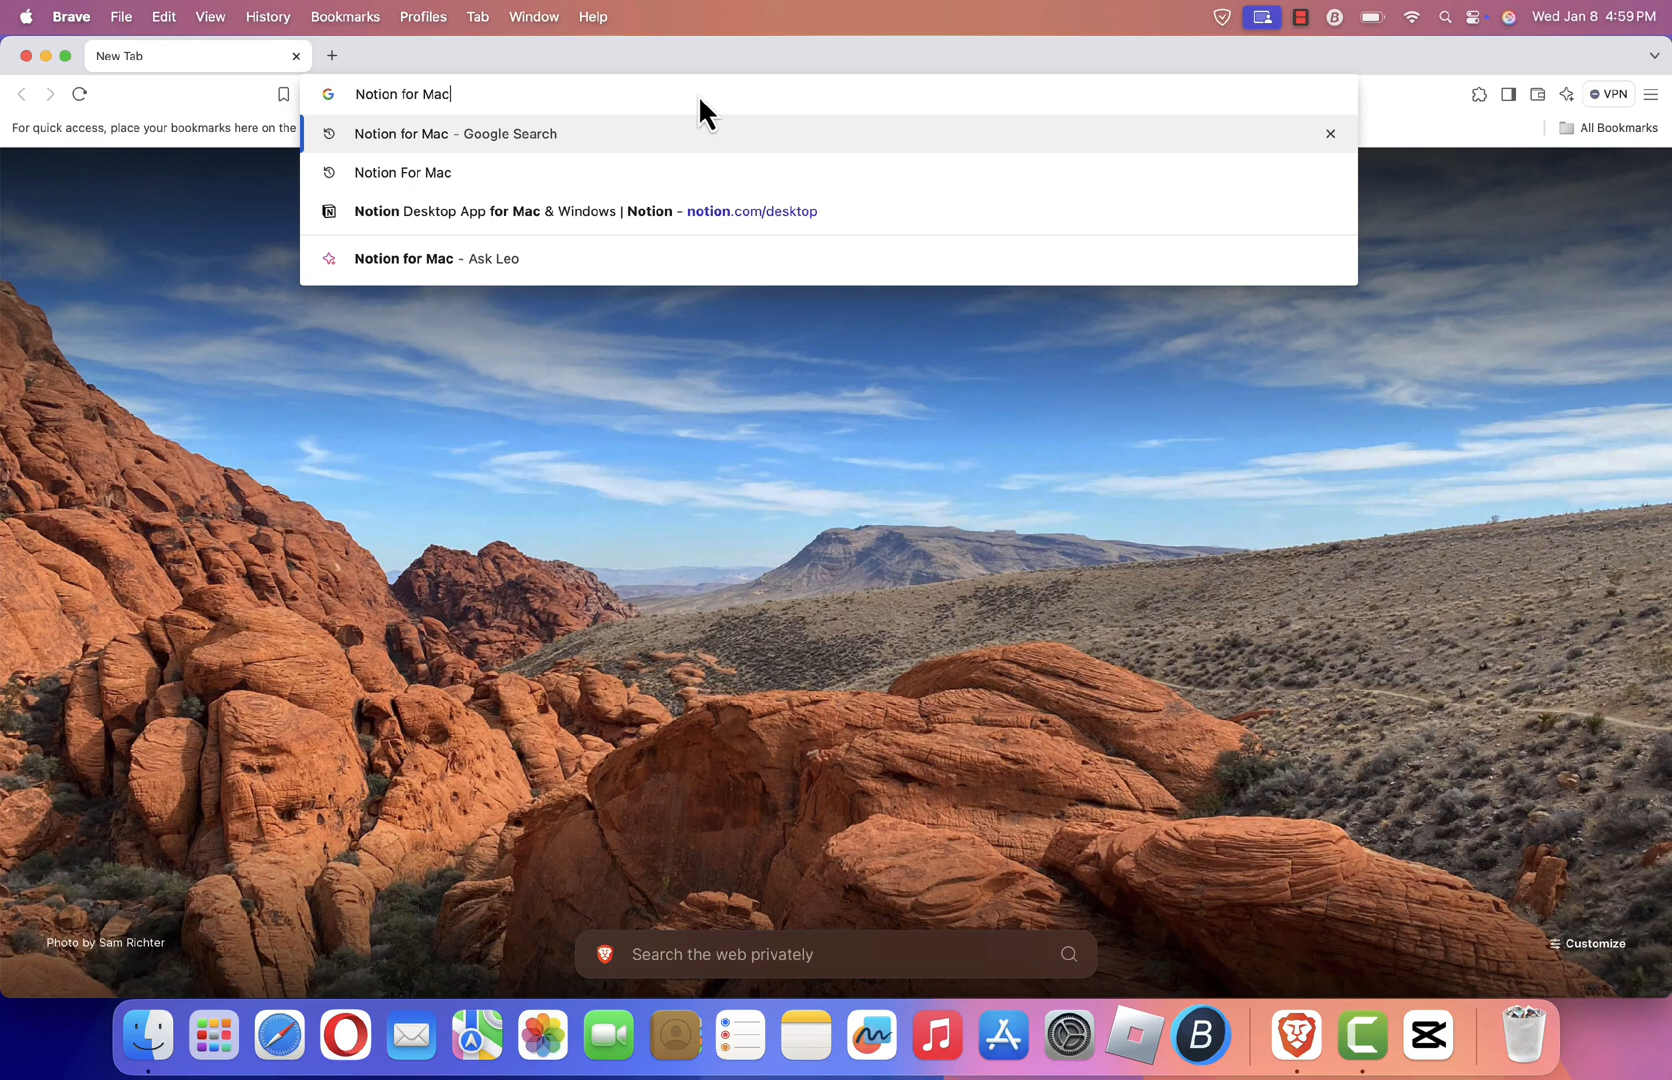 Brave File Edit View History Bookmarks Profiles Tab Window Help Wed Jan 8 4:59 PM
New Tab
Notion for Mac VPN
For quick access, place your bookmarks here on the All Bookmarks
Notion for Mac - Google Search
Notion For Mac
Notion Desktop App for Mac & Windows | Notion - notion.com/desktop
Notion for Mac - Ask Leo
Photo by Sam Richter
Search the web privately
Customize